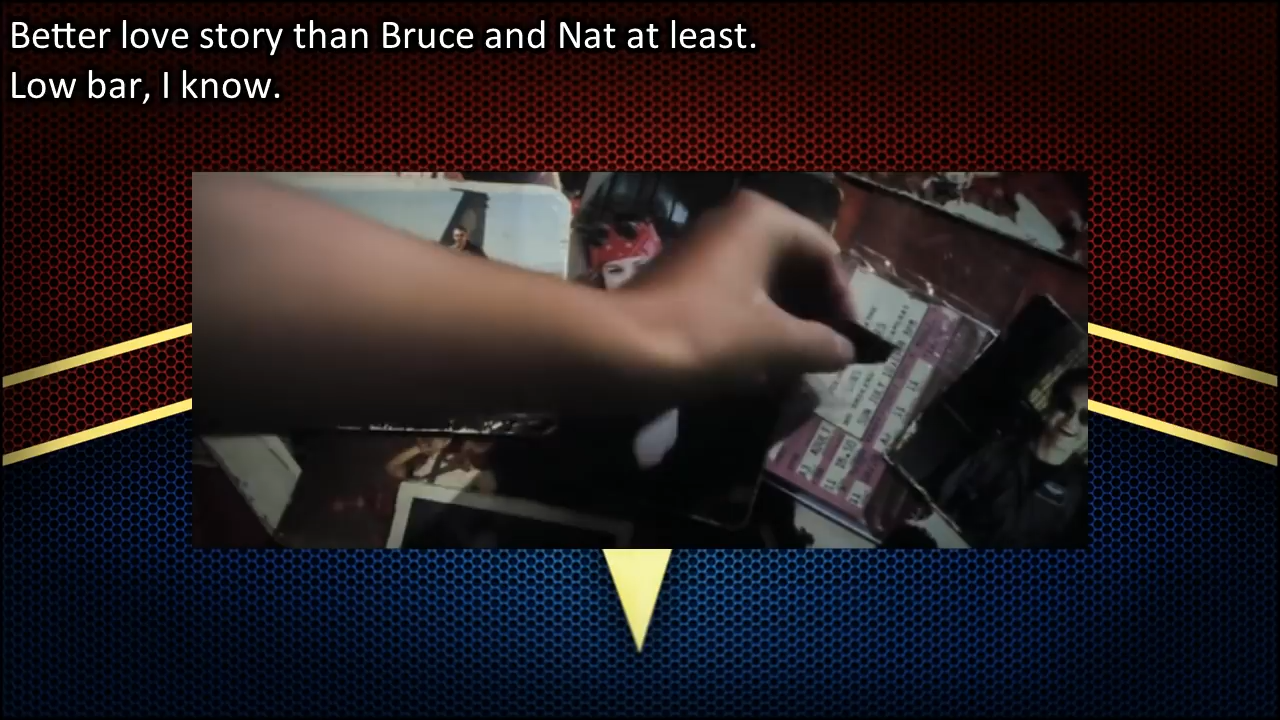 Better love story than Bruce and Nat at least.
Low bar, I know.